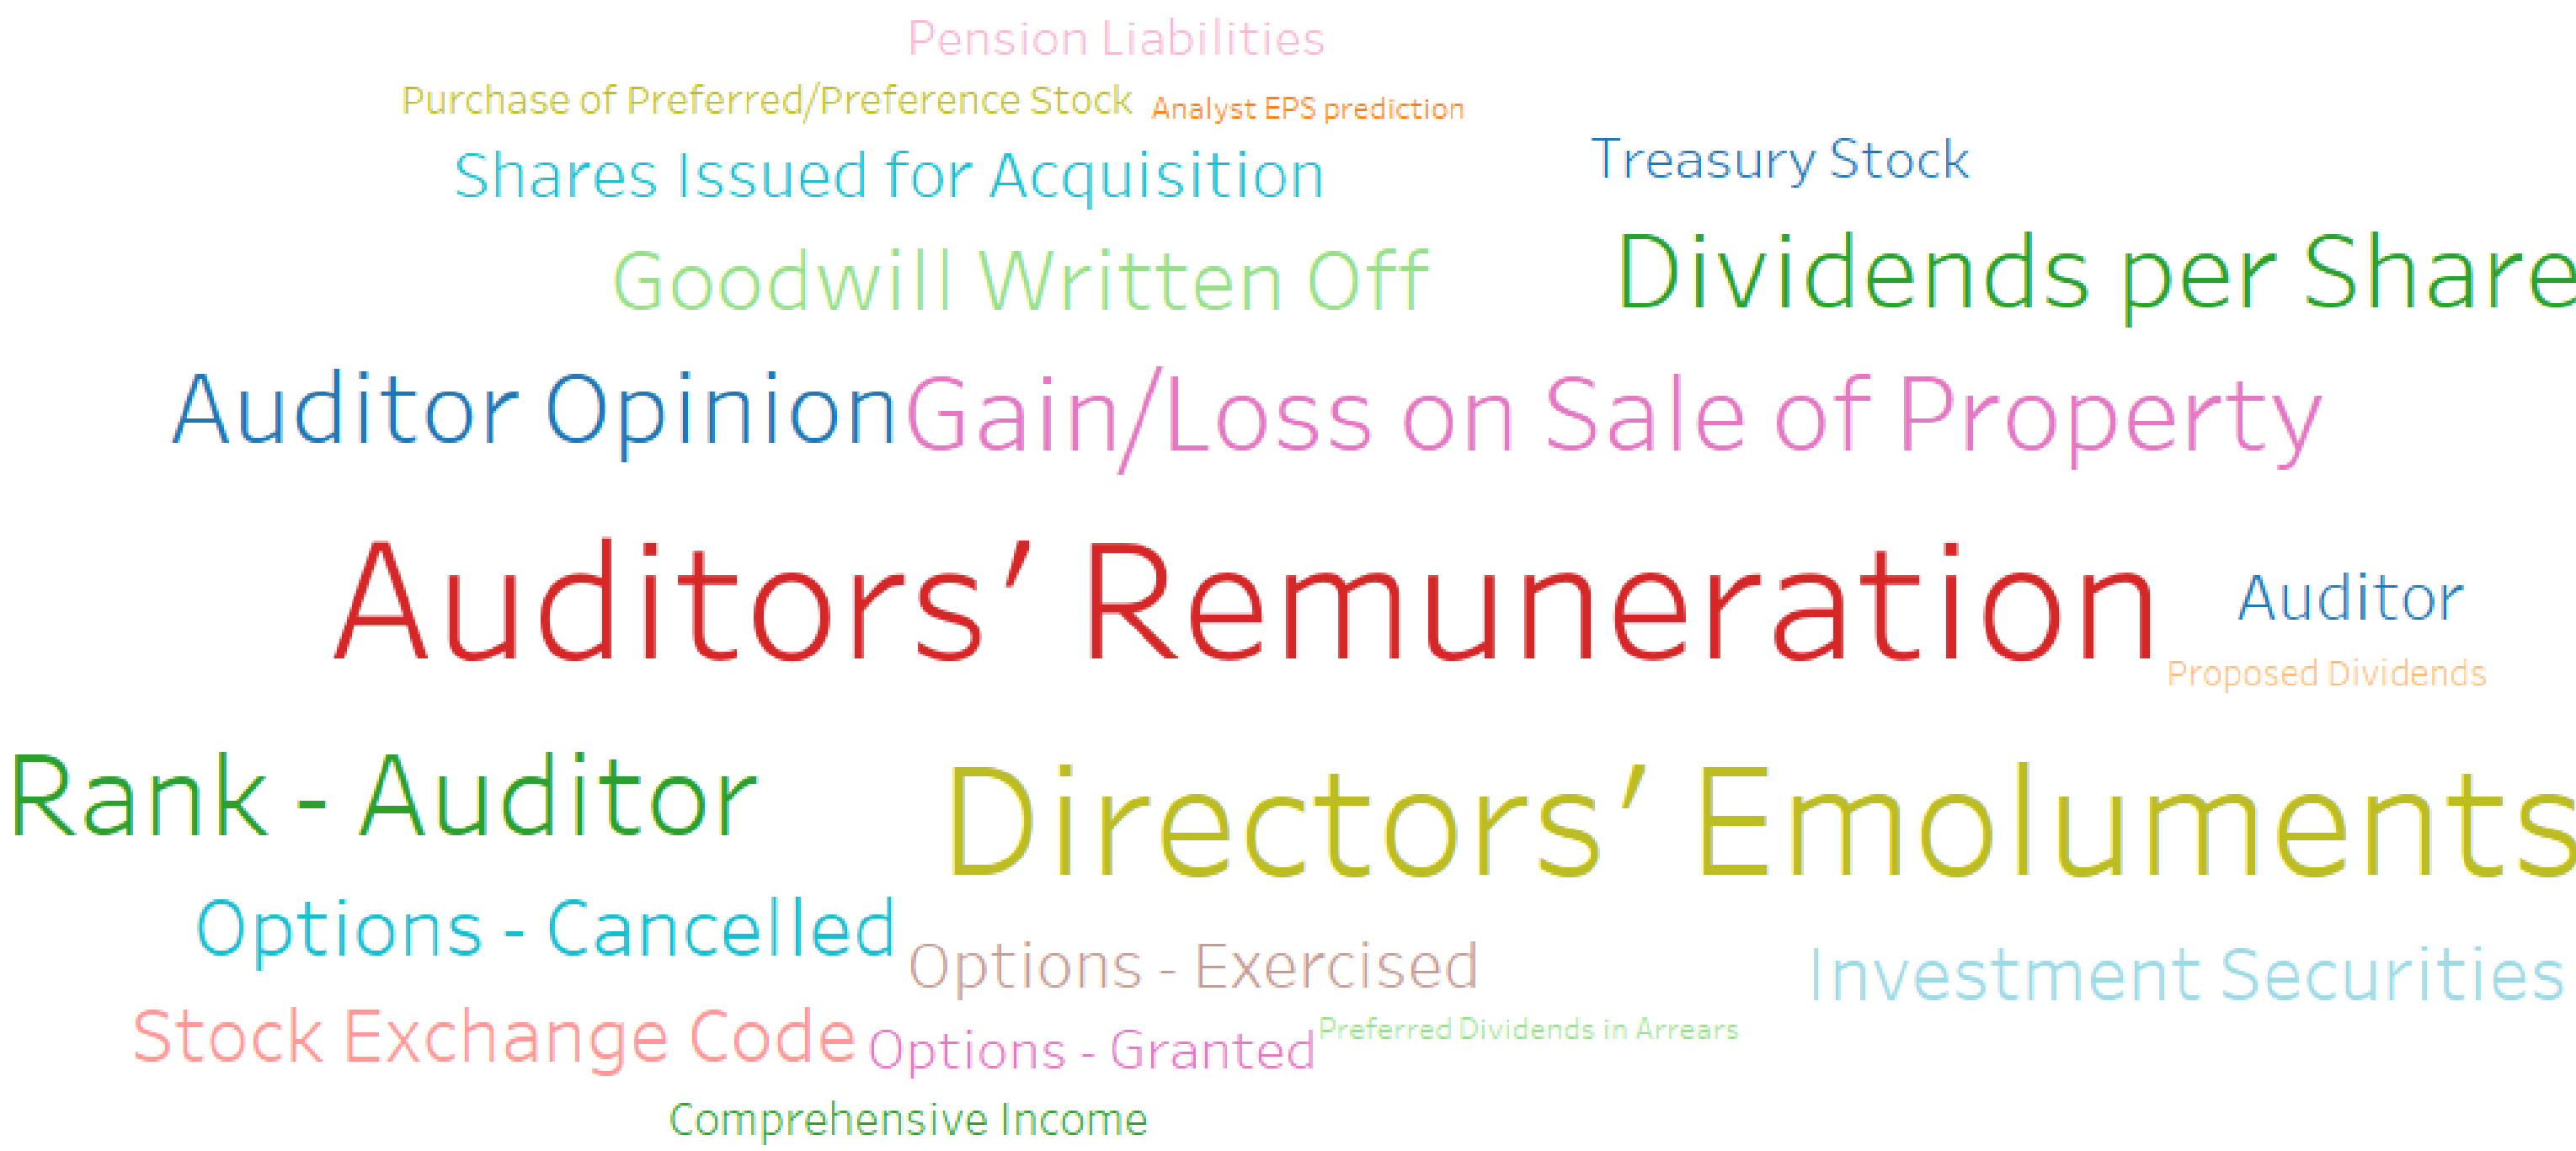 Pension Liabilities
Purchase of Preferred/Preference Stock
Analyst EPS prediction
Treasury Stock
Shares Issued for Acquisition
Goodwill Written Off
Dividends per Share
Auditor Opinion
Gain/Loss on Sale of Property
Auditors’ Remuneration
Auditor
Proposed Dividends
Rank - Auditor
Directors’ Emoluments
Options - Cancelled
Options - Exercised
Investment Securities
Stock Exchange Code
Options - Granted
Preferred Dividends in Arrears
Comprehensive Income